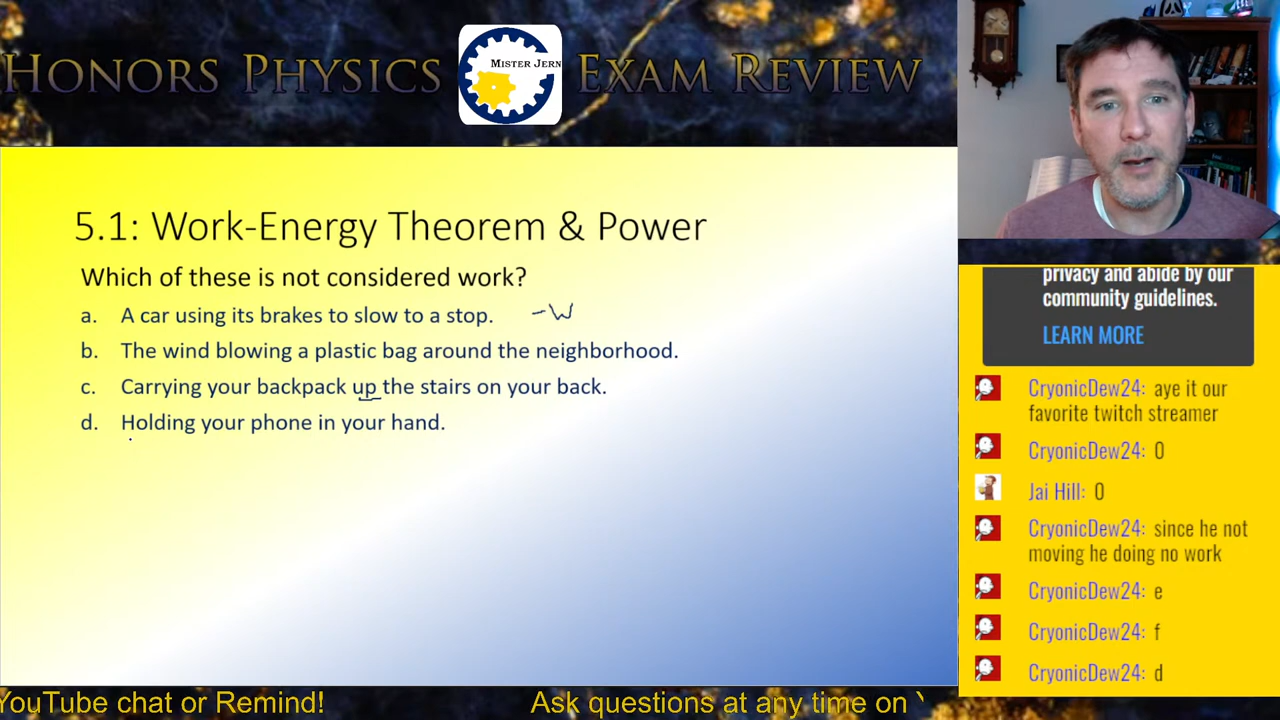 HONORS PHYSICS MISTER JERN EXAM REVIEW
5.1: Work-Energy Theorem & Power
Which of these is not considered work?
a. A car using its brakes to slow to a stop. -W
b. The wind blowing a plastic bag around the neighborhood.
c. Carrying your backpack up the stairs on your back.
d. Holding your phone in your hand.
privacy and abide by our
community guidelines.
LEARN MORE
CryonicDew24: aye it our
favorite twitch streamer
CryonicDew24: 0
Jai Hill: 0
CryonicDew24: since he not
moving he doing no work
CryonicDew24: e
CryonicDew24: f
CryonicDew24: d
YouTube chat or Remind! Ask questions at any time on